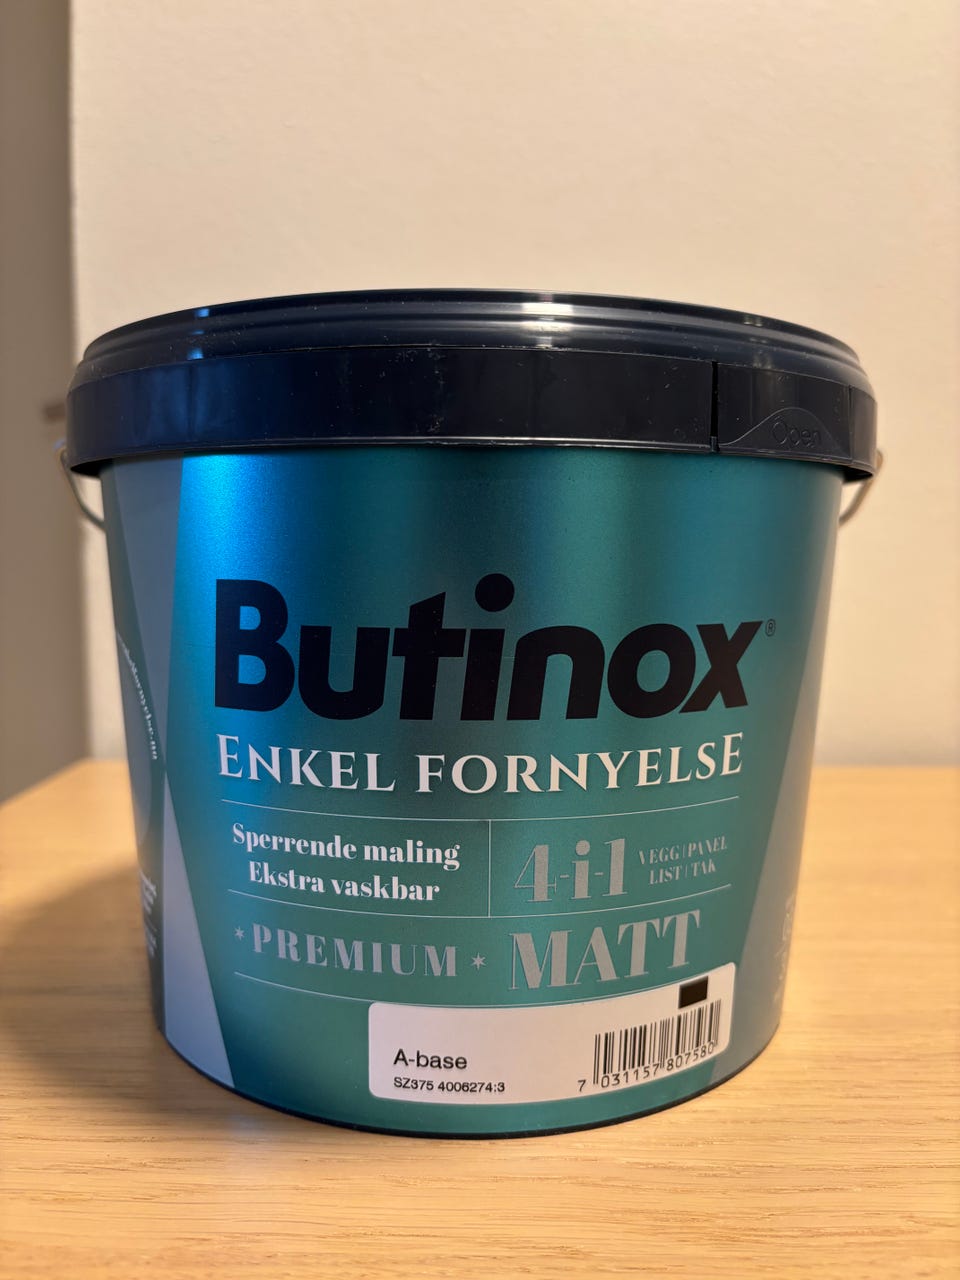 Open
Butinox®
ENKEL FORNYELSE
Sperrende maling
Ekstra vaskbar
4-i-1
VEGG | PANEL
LIST | TAK
* PREMIUM *
MATT
A-base
SZ375 4006274:3
7 031157 807580